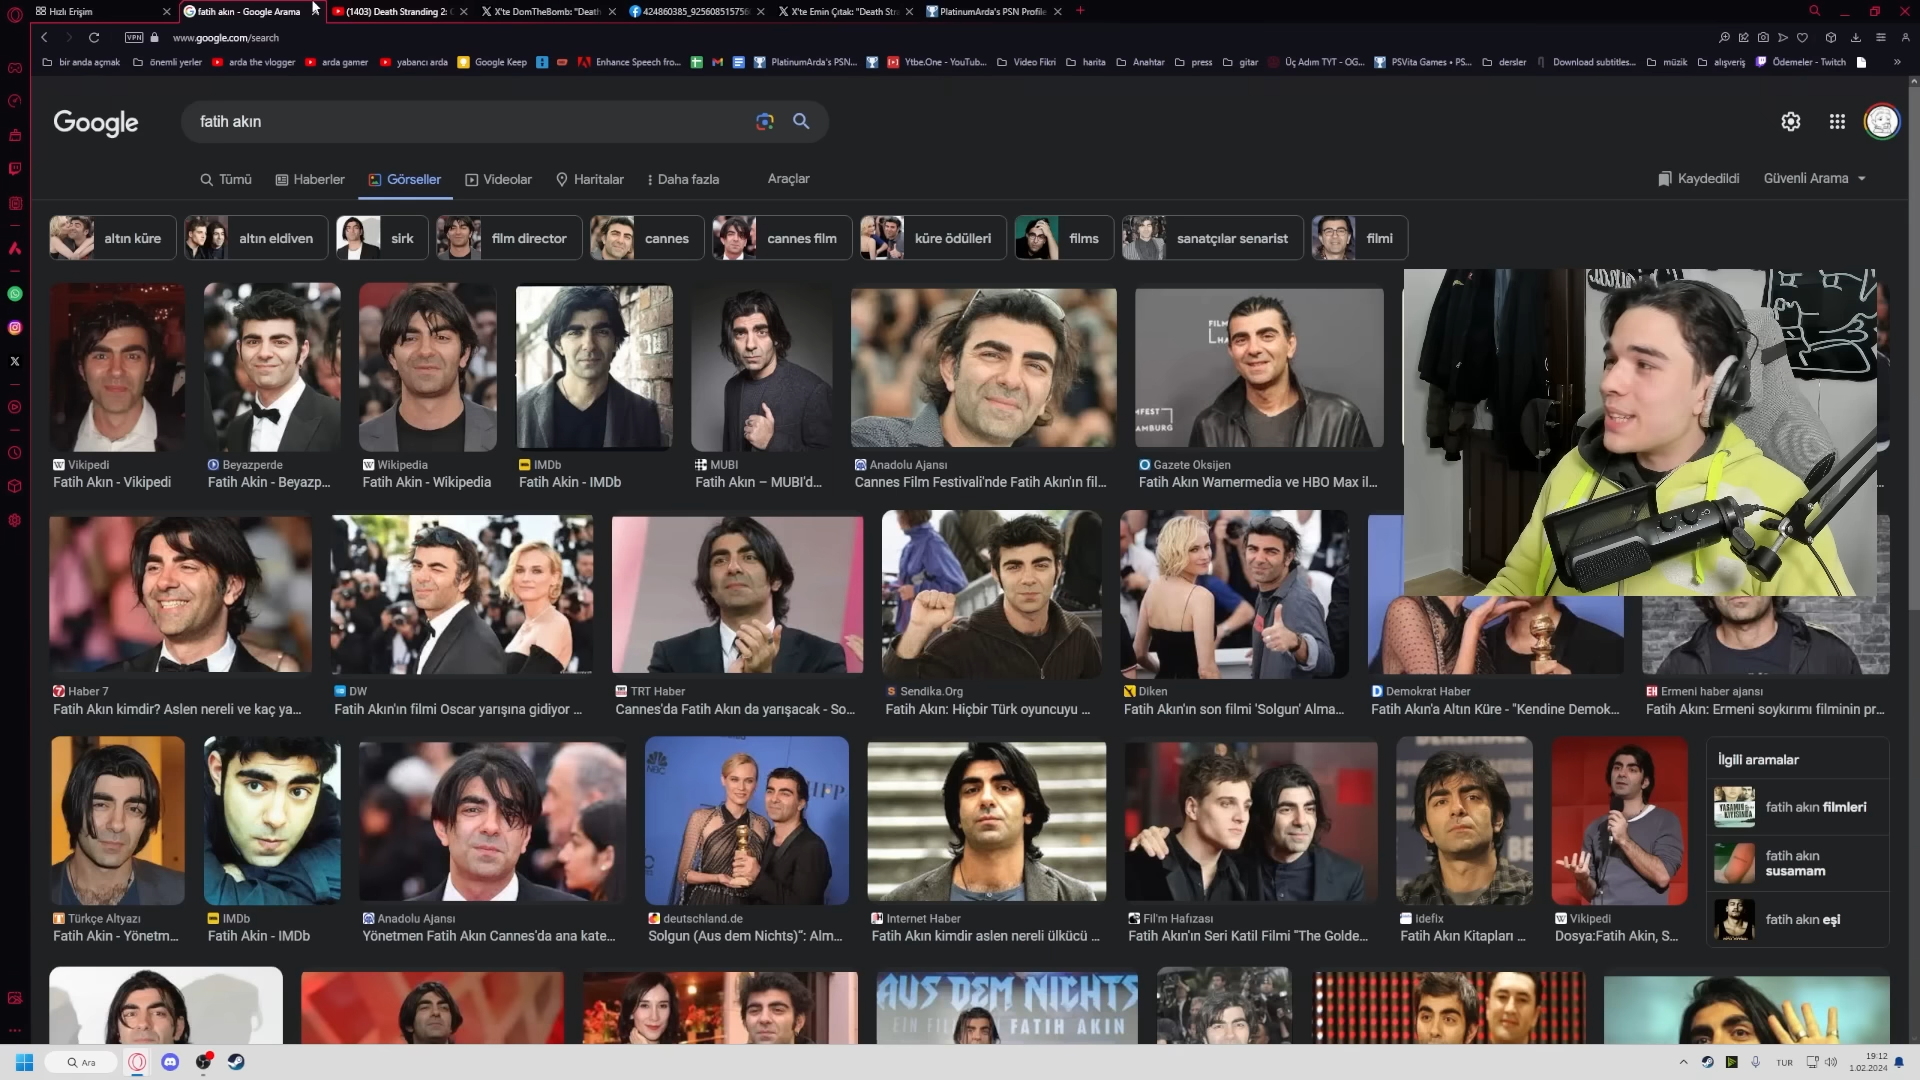 Hızlı Erişim
fatih akın - Google Arama
(1403) Death Stranding 2:
X'te DomTheBomb: "Death
424860385_925608515756
X'te Emin Çıtak: "Death Str
PlatinumArda's PSN Profile
VPN
www.google.com/search
bir anda açmak
önemli yerler
arda the vlogger
arda gamer
yabancı arda
Google Keep
Enhance Speech fro...
PlatinumArda's PSN...
Ytbe.One - YouTub...
Video Fikri
harita
Anahtar
press
gitar
Üç Adım TYT - OG...
PSVita Games • PS...
dersler
Download subtitles...
müzik
alışveriş
Ödemeler - Twitch
Google
fatih akın
Tümü
Haberler
Görseller
Videolar
Haritalar
Daha fazla
Araçlar
Kaydedildi
Güvenli Arama
altın küre
altın eldiven
sirk
film director
cannes
cannes film
küre ödülleri
films
sanatçılar senarist
filmi
Vikipedi
Fatih Akın - Vikipedi
Beyazperde
Fatih Akin - Beyazp...
Wikipedia
Fatih Akın - Wikipedia
IMDb
Fatih Akin - IMDb
MUBI
Fatih Akın – MUBI'd...
Anadolu Ajansı
Cannes Film Festivali'nde Fatih Akın'ın fil...
Gazete Oksijen
Fatih Akın Warnermedia ve HBO Max il...
Haber 7
Fatih Akın kimdir? Aslen nereli ve kaç ya...
DW
Fatih Akın'ın filmi Oscar yarışına gidiyor ...
TRT Haber
Cannes'da Fatih Akın da yarışacak - So...
Sendika.Org
Fatih Akın: Hiçbir Türk oyuncuyu ...
Diken
Fatih Akın'ın son filmi 'Solgun' Alma...
Demokrat Haber
Fatih Akın'a Altın Küre - "Kendine Demok...
Ermeni haber ajansı
Fatih Akın: Ermeni soykırımı filminin pr...
Türkçe Altyazı
Fatih Akin - Yönetm...
IMDb
Fatih Akin - IMDb
Anadolu Ajansı
Yönetmen Fatih Akın Cannes'da ana kate...
deutschland.de
Solgun (Aus dem Nichts)": Alm...
Internet Haber
Fatih Akın kimdir aslen nereli ülkücü ...
Fil'm Hafızası
Fatih Akın'ın Seri Katil Filmi "The Golde...
idefix
Fatih Akın Kitapları ...
Vikipedi
Dosya:Fatih Akin, S...
İlgili aramalar
fatih akın filmleri
fatih akın
susamam
fatih akın eşi
NBC
AUS DEM NICHTS
EIN FILM VON FATIH AKIN
Ara
TUR
19:12
1.02.2024